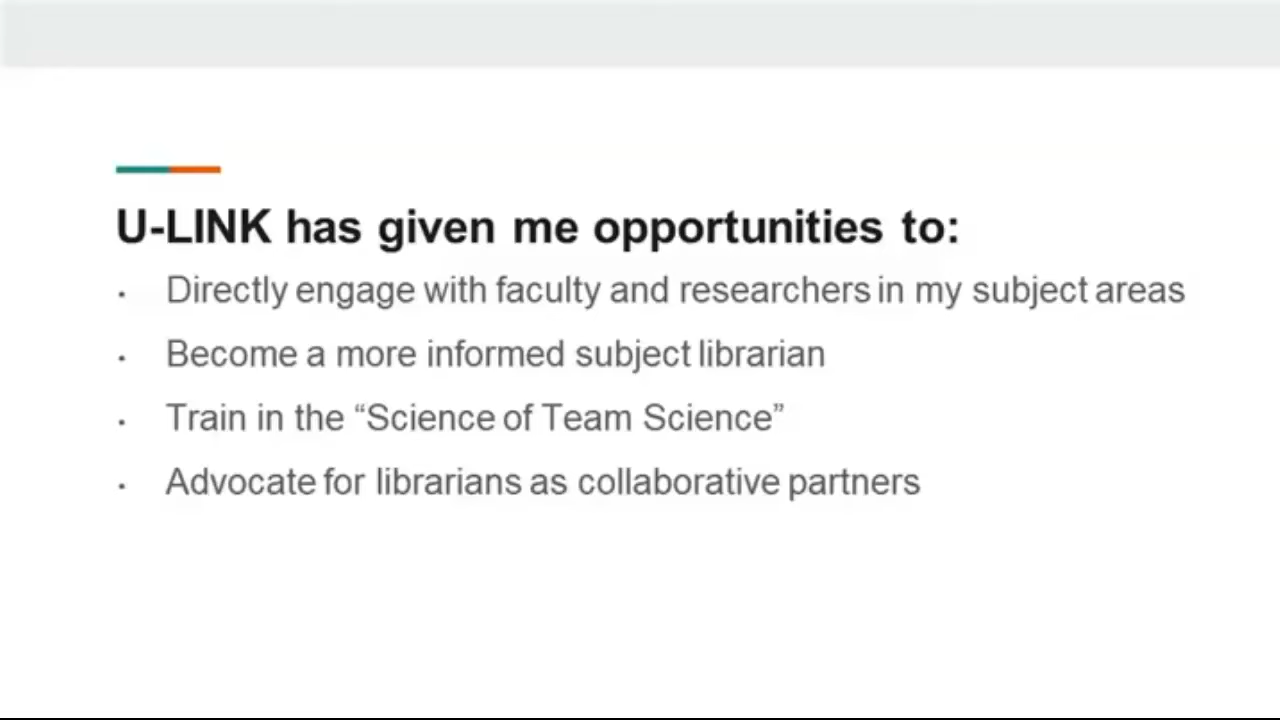 U-LINK has given me opportunities to:
· Directly engage with faculty and researchers in my subject areas
· Become a more informed subject librarian
· Train in the “Science of Team Science”
· Advocate for librarians as collaborative partners